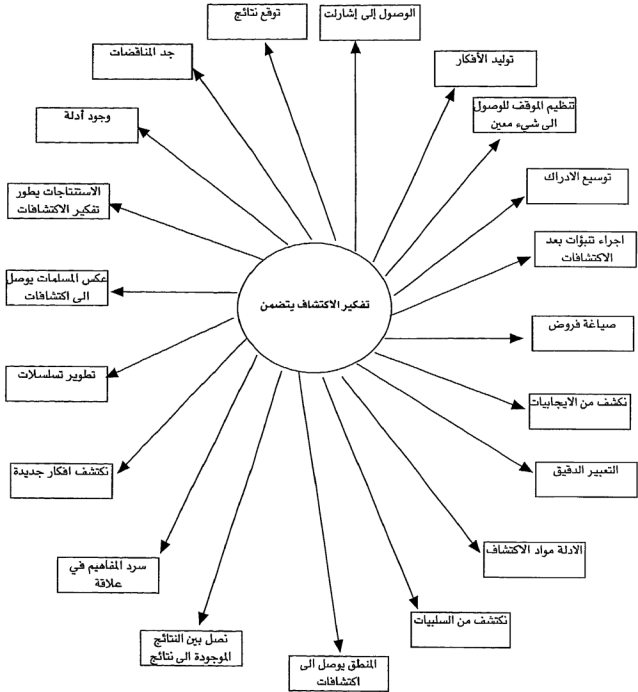 تفكير الاكتشاف يتضمن
الوصول إلى إشارلت
توليد الأفكار
تنظيم الموقف للوصول
الى شيء معين
توسيع الادراك
اجراء تنبؤات بعد
الاكتشافات
صياغة فروض
نكشف من الايجابيات
التعبير الدقيق
الادلة مواد الاكتشاف
نكتشف من السلبيات
المنطق يوصل الى
اكتشافات
نصل بين النتائج
الموجودة الى نتائج
سرد المفاهيم في
علاقة
نكتشف افكار جديدة
تطوير تسلسلات
عكس المسلمات يوصل
الى اكتشافات
الاستنتاجات يطور
تفكير الاكتشافات
وجود أدلة
جد المناقضات
توقع نتائج